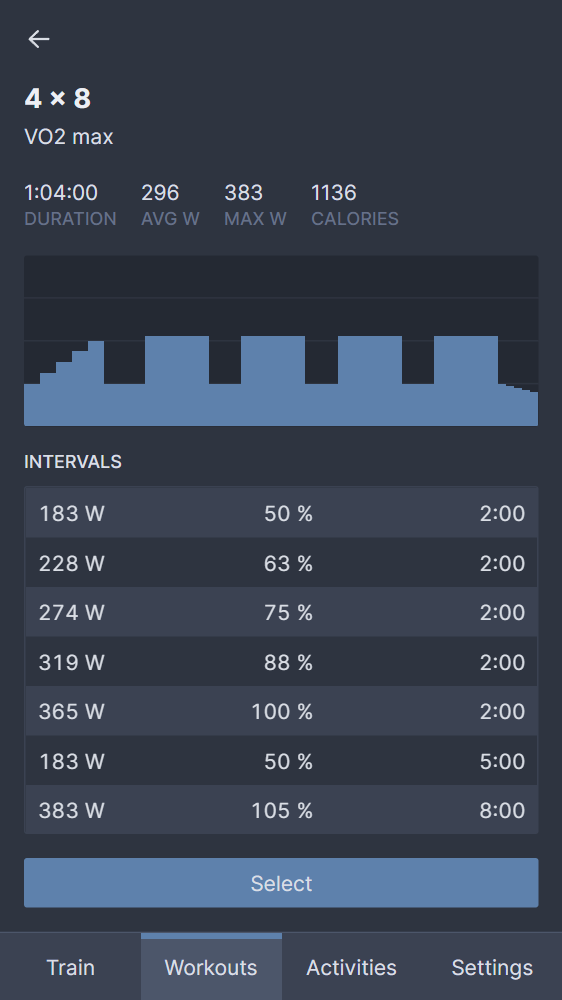 4 × 8
VO2 max
1:04:00 296 383 1136
DURATION AVG W MAX W CALORIES
INTERVALS
183 W 50 % 2:00
228 W 63 % 2:00
274 W 75 % 2:00
319 W 88 % 2:00
365 W 100 % 2:00
183 W 50 % 5:00
383 W 105 % 8:00
Select
Train Workouts Activities Settings